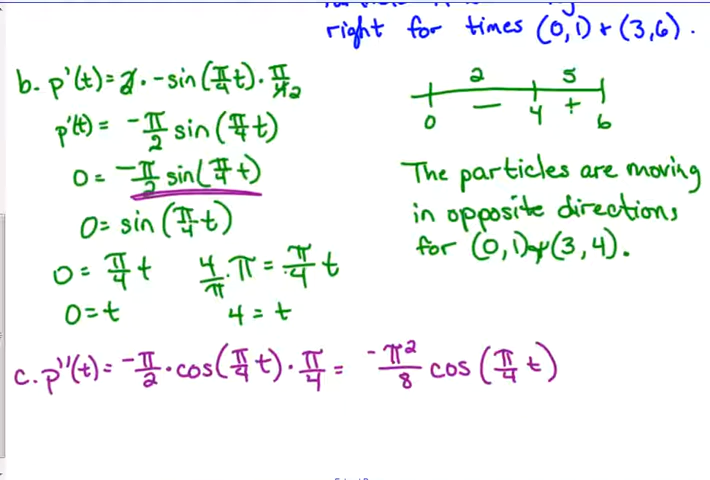 right for times (0,1) + (3,6).
b. p'(t) = 2 · -sin(π/4 t) · π/42
p'(t) = -π/2 sin(π/4 t)
0 = -π/2 sin(π/4 t)
0 = sin(π/4 t)
0 = π/4 t 4/π · π = π/4 t
0 = t 4 = t
2 5
— +
0 4 6
The particles are moving
in opposite directions
for (0,1) + (3,4).
c. p''(t) = -π/2 · cos(π/4 t) · π/4 = -π²/8 cos(π/4 t)